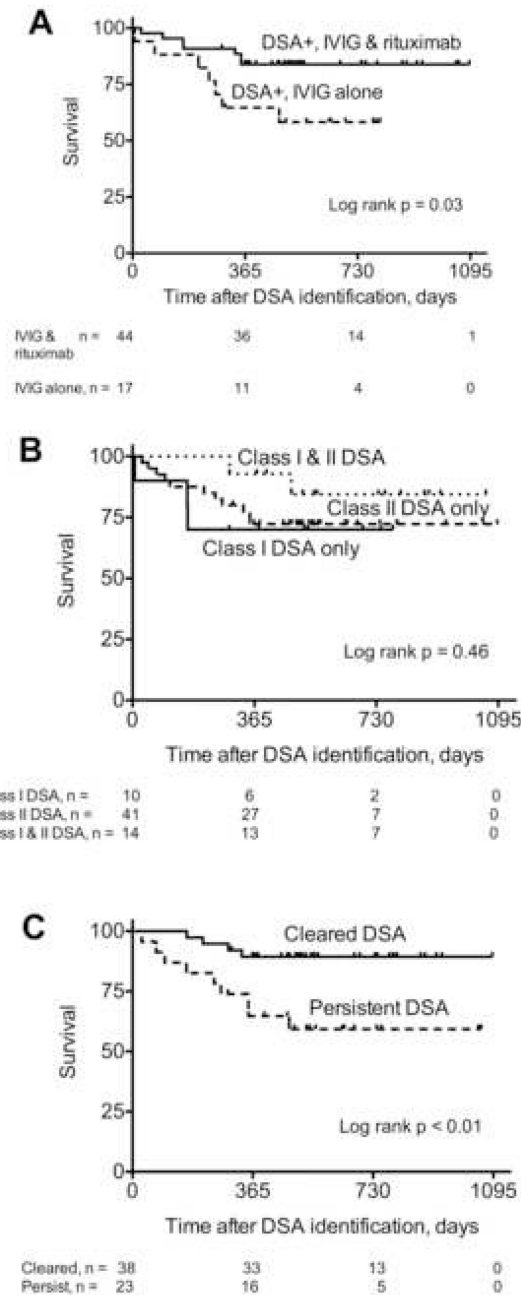 A
100
75
50
25
0
Survival
DSA+, IVIG & rituximab
DSA+, IVIG alone
Log rank p = 0.03
0 365 730 1095
Time after DSA identification, days
IVIG & n = 44 36 14 1
rituximab
IVIG alone, n = 17 11 4 0
B
100
75
50
25
0
Survival
Class I & II DSA
Class II DSA only
Class I DSA only
Log rank p = 0.46
0 365 730 1095
Time after DSA identification, days
ss I DSA, n = 10 6 2 0
ss II DSA, n = 41 27 7 0
ss I & II DSA, n = 14 13 7 0
C
100
75
50
25
0
Survival
Cleared DSA
Persistent DSA
Log rank p < 0.01
0 365 730 1095
Time after DSA identification, days
Cleared, n = 38 33 13 0
Persist, n = 23 16 5 0